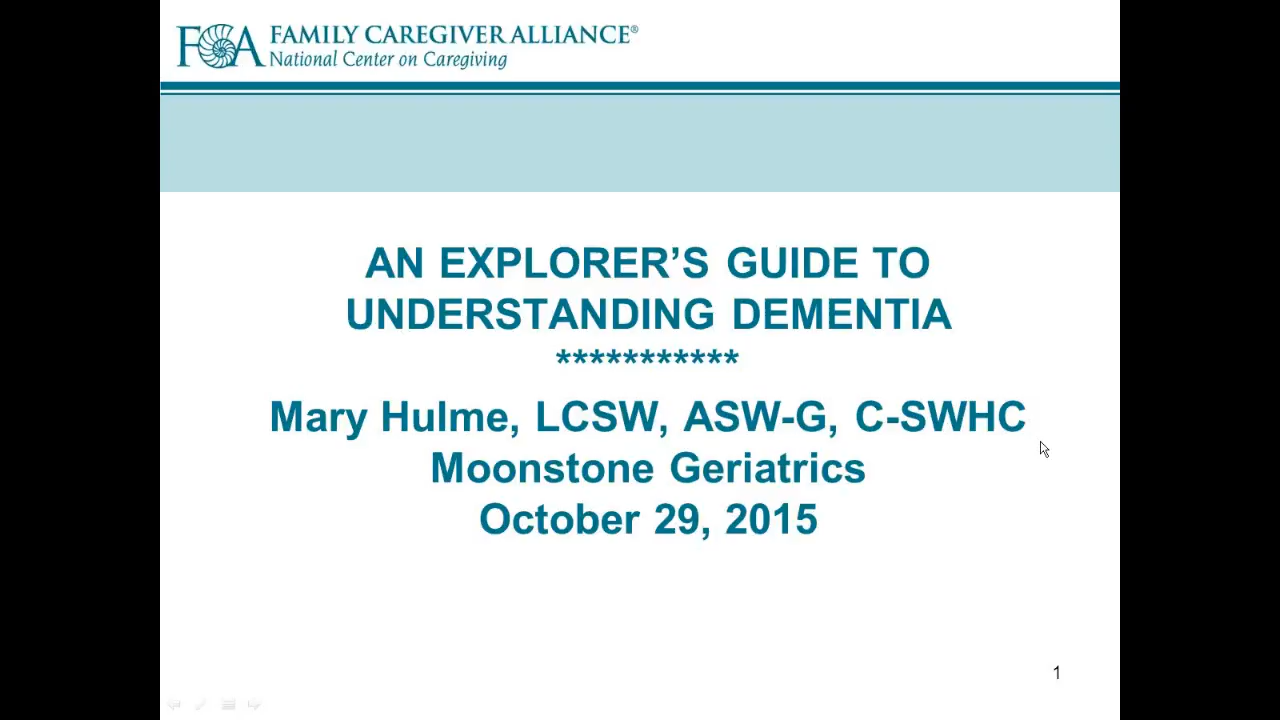 FCA FAMILY CAREGIVER ALLIANCE®
National Center on Caregiving
AN EXPLORER’S GUIDE TO
UNDERSTANDING DEMENTIA
***********
Mary Hulme, LCSW, ASW-G, C-SWHC
Moonstone Geriatrics
October 29, 2015
1